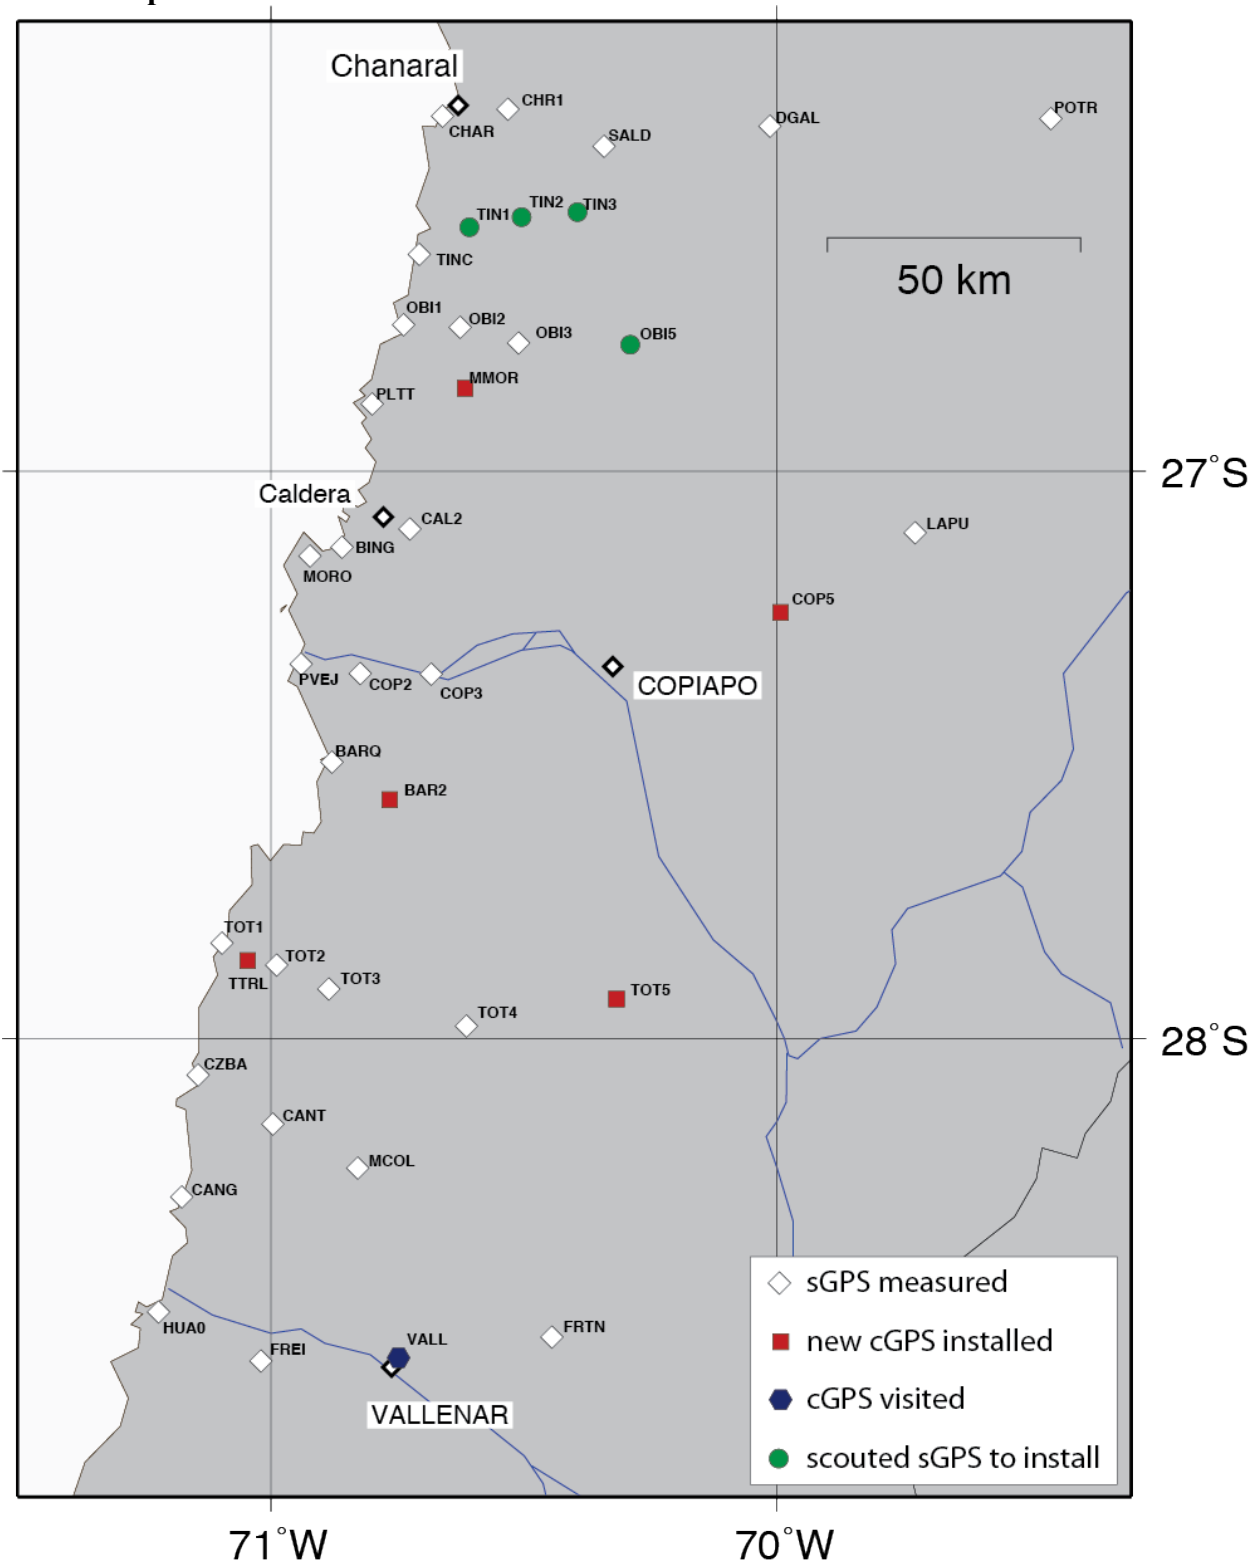 Chanaral
CHR1
POTR
DGAL
CHAR
SALD
TIN2
TIN3
TIN1
TINC
50 km
OBI1
OBI2
OBI3
OBI5
MMOR
PLTT
27°S
Caldera
CAL2
LAPU
BING
MORO
COP5
PVEJ
COP2
COP3
COPIAPO
BARQ
BAR2
TOT1
TOT2
TTRL
TOT3
TOT5
TOT4
28°S
CZBA
CANT
MCOL
CANG
HUA0
FRTN
VALL
FREI
VALLENAR
sGPS measured
new cGPS installed
cGPS visited
scouted sGPS to install
71°W
70°W